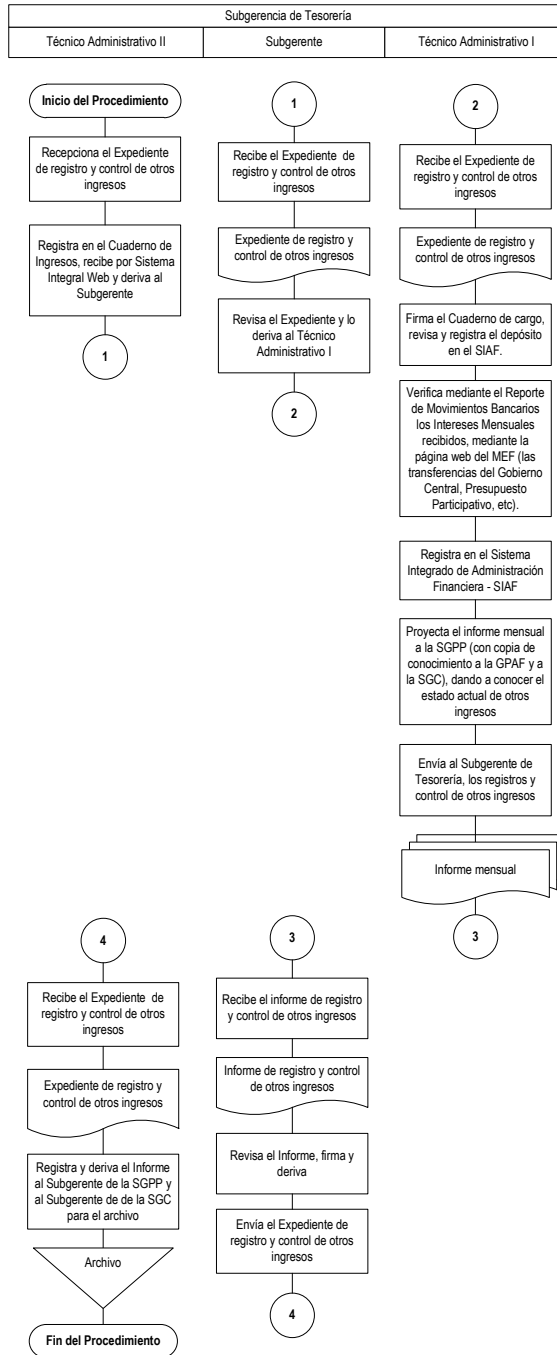 Subgerencia de Tesorería
Técnico Administrativo II
Subgerente
Técnico Administrativo I
Inicio del Procedimiento
Recepciona el Expediente
de registro y control de otros
ingresos
Registra en el Cuaderno de
Ingresos, recibe por Sistema
Integral Web y deriva al
Subgerente
1
1
Recibe el Expediente de
registro y control de otros
ingresos
Expediente de registro y
control de otros ingresos
Revisa el Expediente y lo
deriva al Técnico
Administrativo I
2
2
Recibe el Expediente de
registro y control de otros
ingresos
Expediente de registro y
control de otros ingresos
Firma el Cuaderno de cargo,
revisa y registra el depósito
en el SIAF.
Verifica mediante el Reporte
de Movimientos Bancarios
los Intereses Mensuales
recibidos, mediante la
página web del MEF (las
transferencias del Gobierno
Central, Presupuesto
Participativo, etc).
Registra en el Sistema
Integrado de Administración
Financiera - SIAF
Proyecta el informe mensual
a la SGPP (con copia de
conocimiento a la GPAF y a
la SGC), dando a conocer el
estado actual de otros
ingresos
Envía al Subgerente de
Tesorería, los registros y
control de otros ingresos
Informe mensual
3
3
Recibe el informe de registro
y control de otros ingresos
Informe de registro y control
de otros ingresos
Revisa el Informe, firma y
deriva
Envía el Expediente de
registro y control de otros
ingresos
4
4
Recibe el Expediente de
registro y control de otros
ingresos
Expediente de registro y
control de otros ingresos
Registra y deriva el Informe
al Subgerente de la SGPP y
al Subgerente de de la SGC
para el archivo
Archivo
Fin del Procedimiento